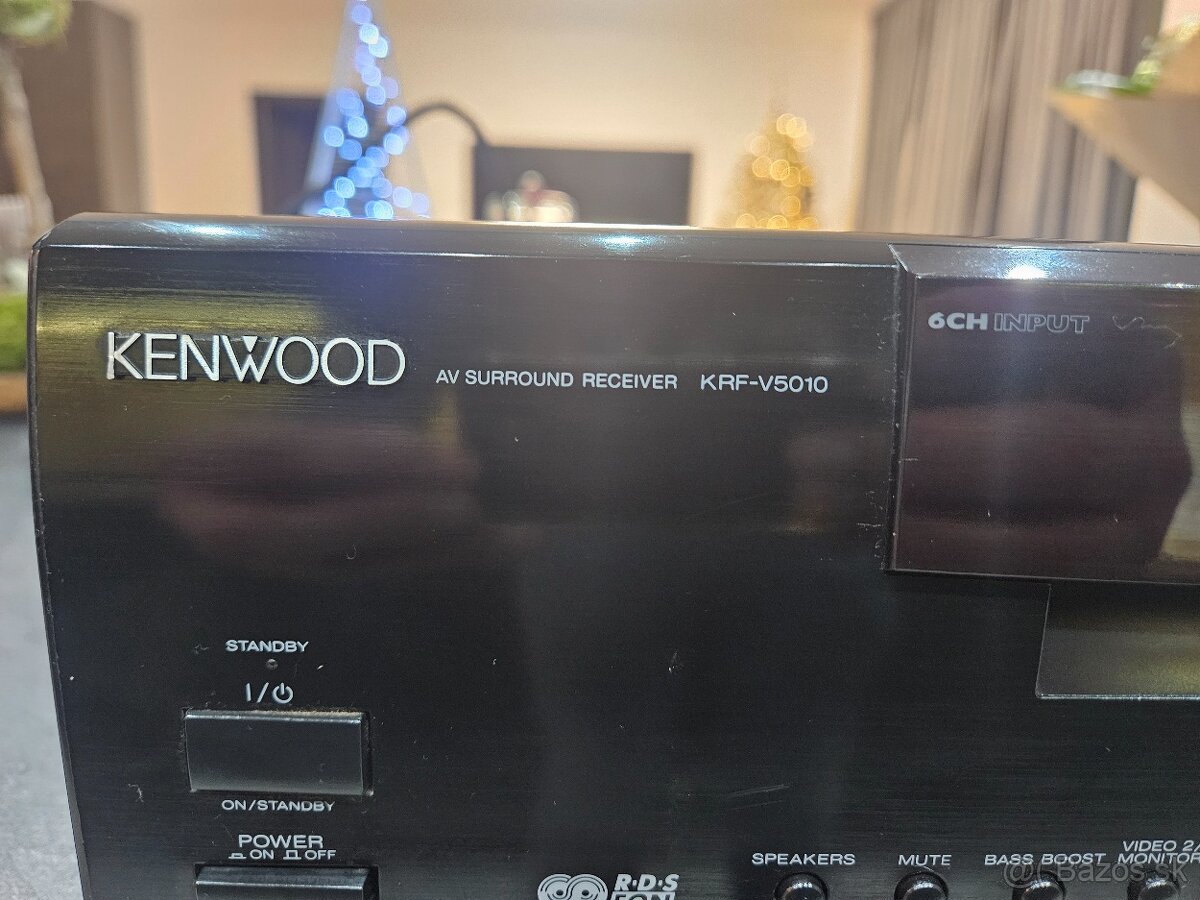 KENWOOD
AV SURROUND RECEIVER KRF-V5010
6CH INPUT
STANDBY
I/⏻
ON/STANDBY
POWER
ON OFF
R·D·S
EON
SPEAKERS
MUTE
BASS BOOST
VIDEO 2/
MONITOR
Bazos.sk